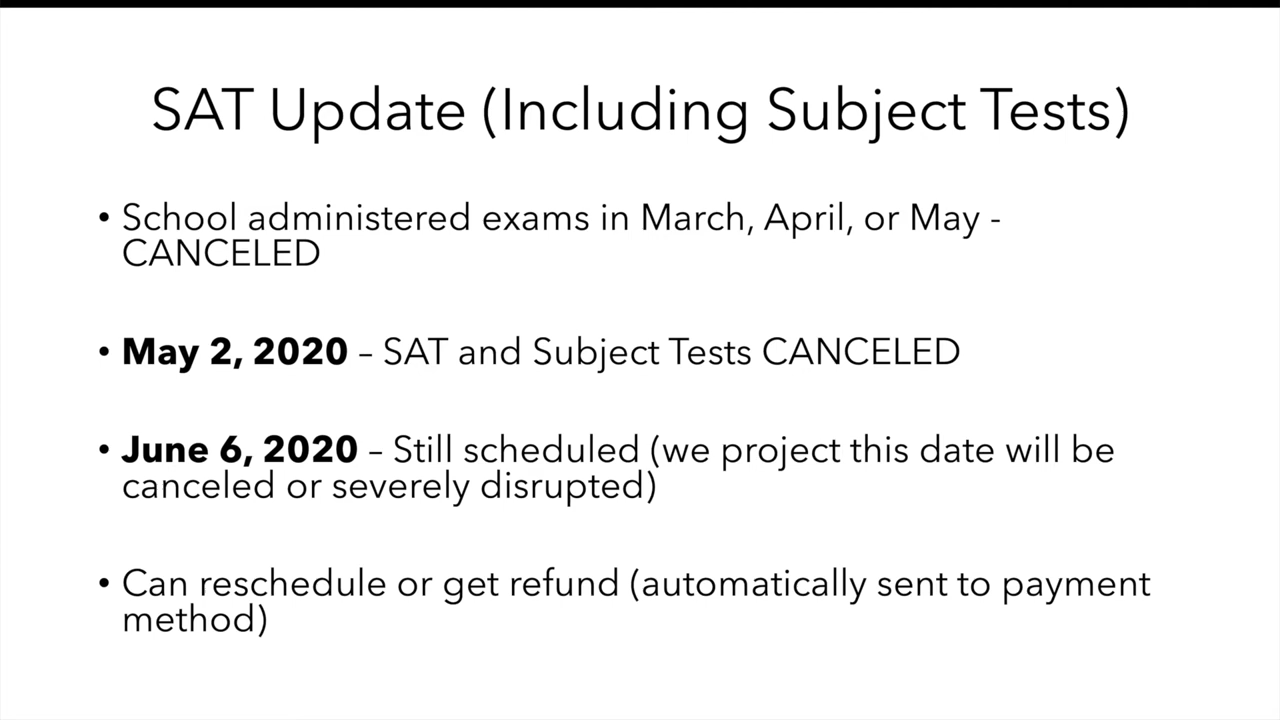 SAT Update (Including Subject Tests)
• School administered exams in March, April, or May -
CANCELED
• May 2, 2020 – SAT and Subject Tests CANCELED
• June 6, 2020 – Still scheduled (we project this date will be
canceled or severely disrupted)
• Can reschedule or get refund (automatically sent to payment
method)